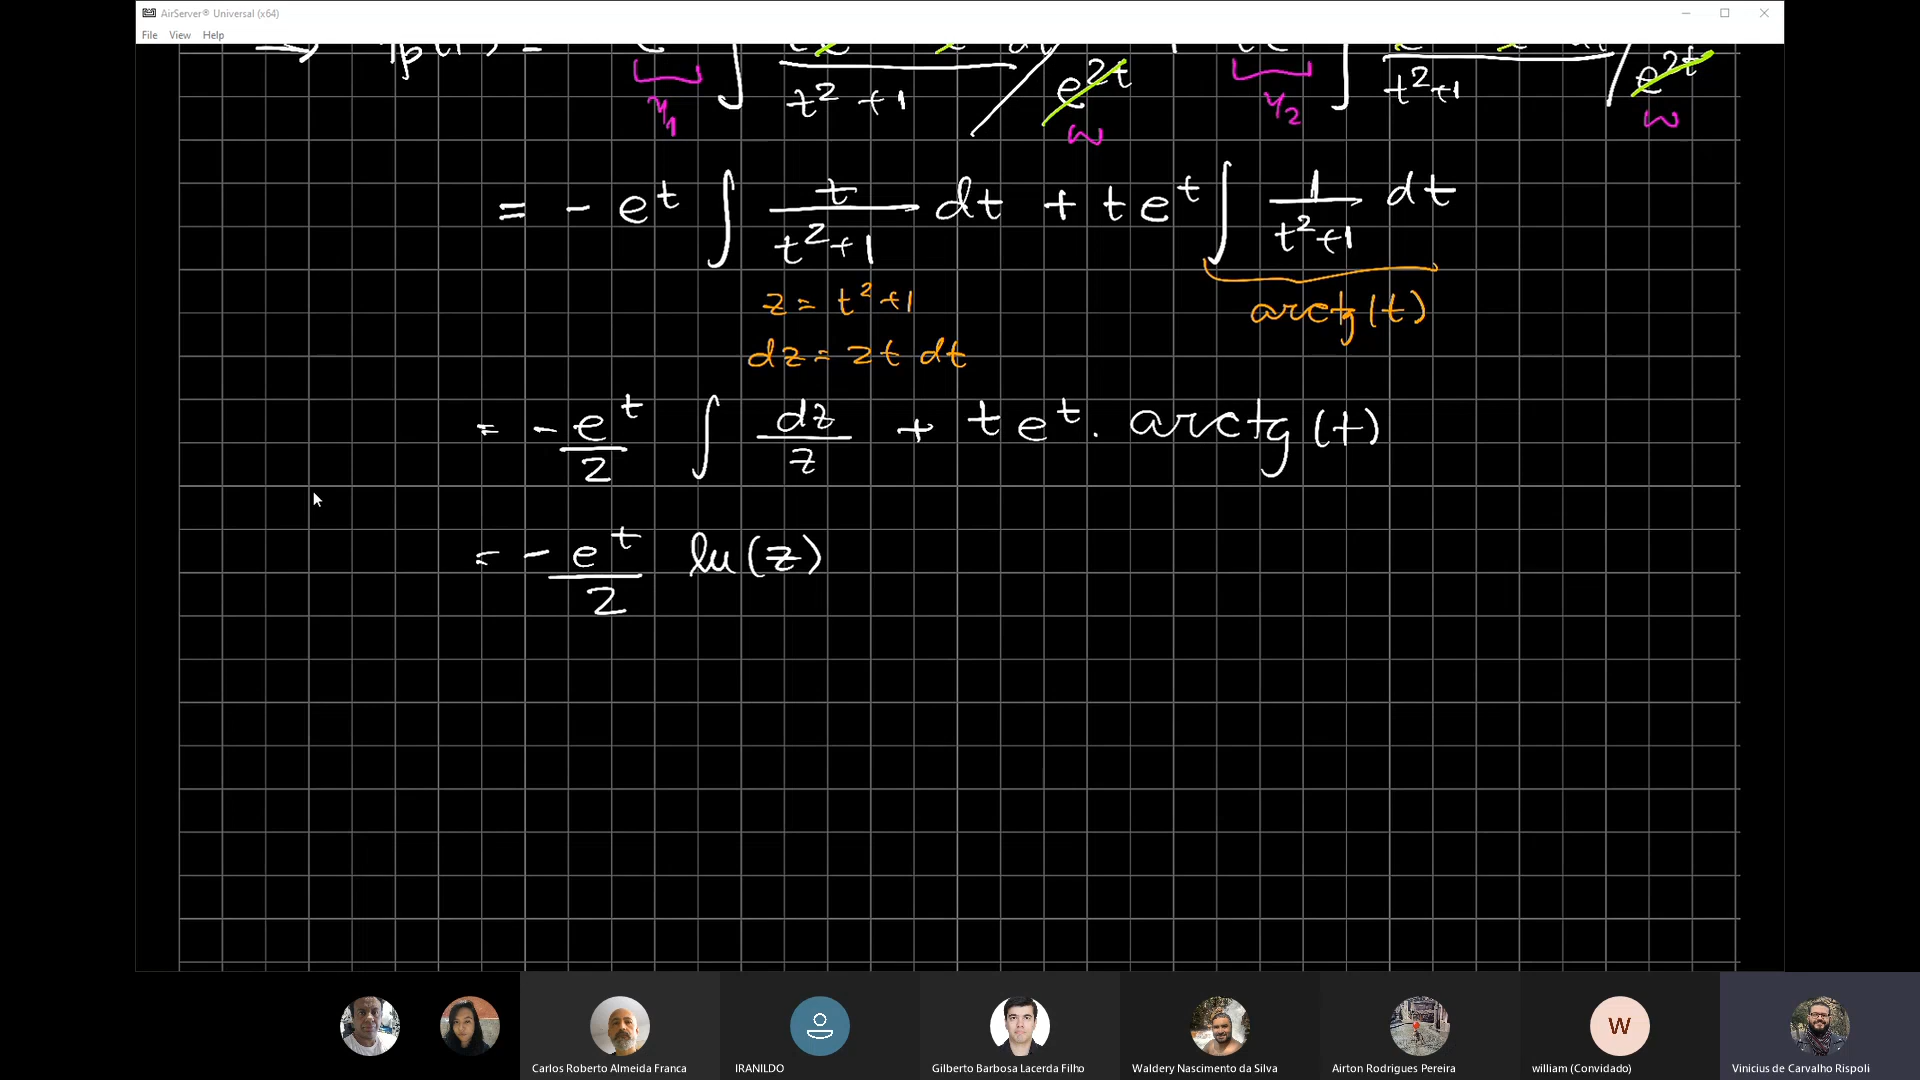 AirServer® Universal (x64)
File View Help
t² + 1 e^2t t²+1 e^2t
y₁ w y₂ w
= - e^t ∫ t/(t²+1) dt + t e^t ∫ 1/(t²+1) dt
z = t²+1 arctg(t)
dz = 2t dt
= - e^t/2 ∫ dz/z + t e^t . arctg(t)
= - e^t/2 ln(z)
W
Carlos Roberto Almeida Franca IRANILDO Gilberto Barbosa Lacerda Filho Waldery Nascimento da Silva Airton Rodrigues Pereira william (Convidado) Vinicius de Carvalho Rispoli